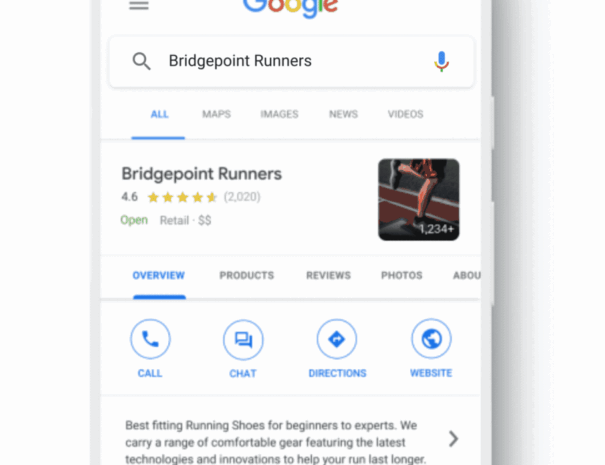 Google
Bridgepoint Runners
ALL MAPS IMAGES NEWS VIDEOS
Bridgepoint Runners
4.6 (2,020)
Open Retail · $$
1,234+
OVERVIEW PRODUCTS REVIEWS PHOTOS ABOU
CALL CHAT DIRECTIONS WEBSITE
Best fitting Running Shoes for beginners to experts. We
carry a range of comfortable gear featuring the latest
technologies and innovations to help your run last longer.